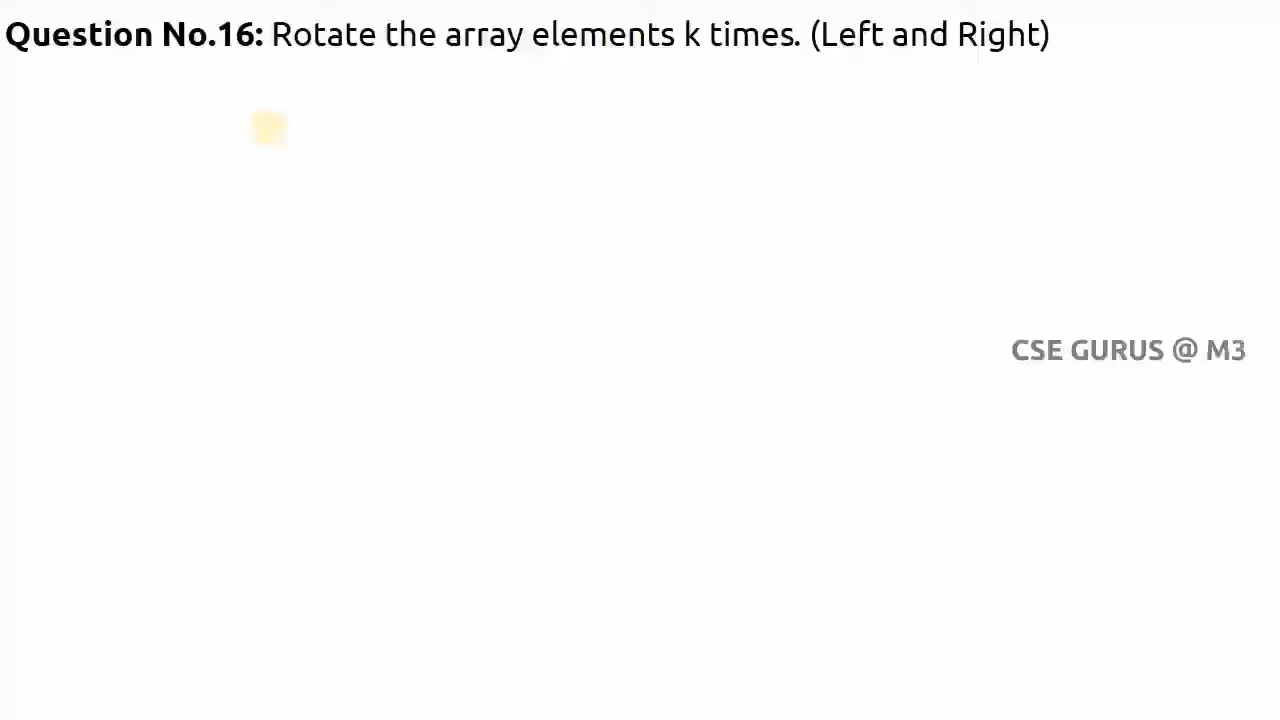 Question No.16: Rotate the array elements k times. (Left and Right)
CSE GURUS @ M3